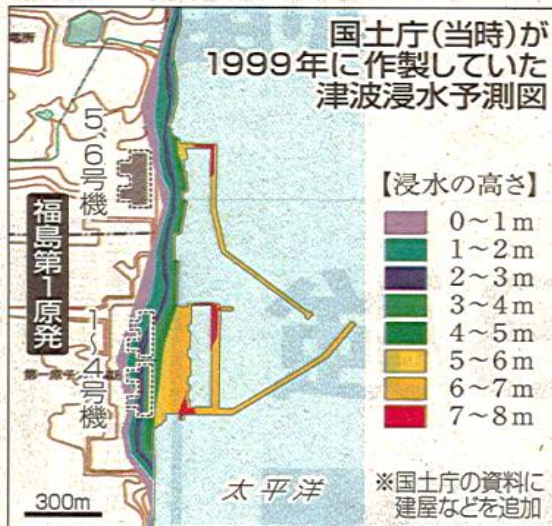 国土庁(当時)が
1999年に作製していた
津波浸水予測図
5、6号機
福島第1原発
1〜4号機
【浸水の高さ】
0〜1m
1〜2m
2〜3m
3〜4m
4〜5m
5〜6m
6〜7m
7〜8m
太平洋
300m
※国土庁の資料に
建屋などを追加